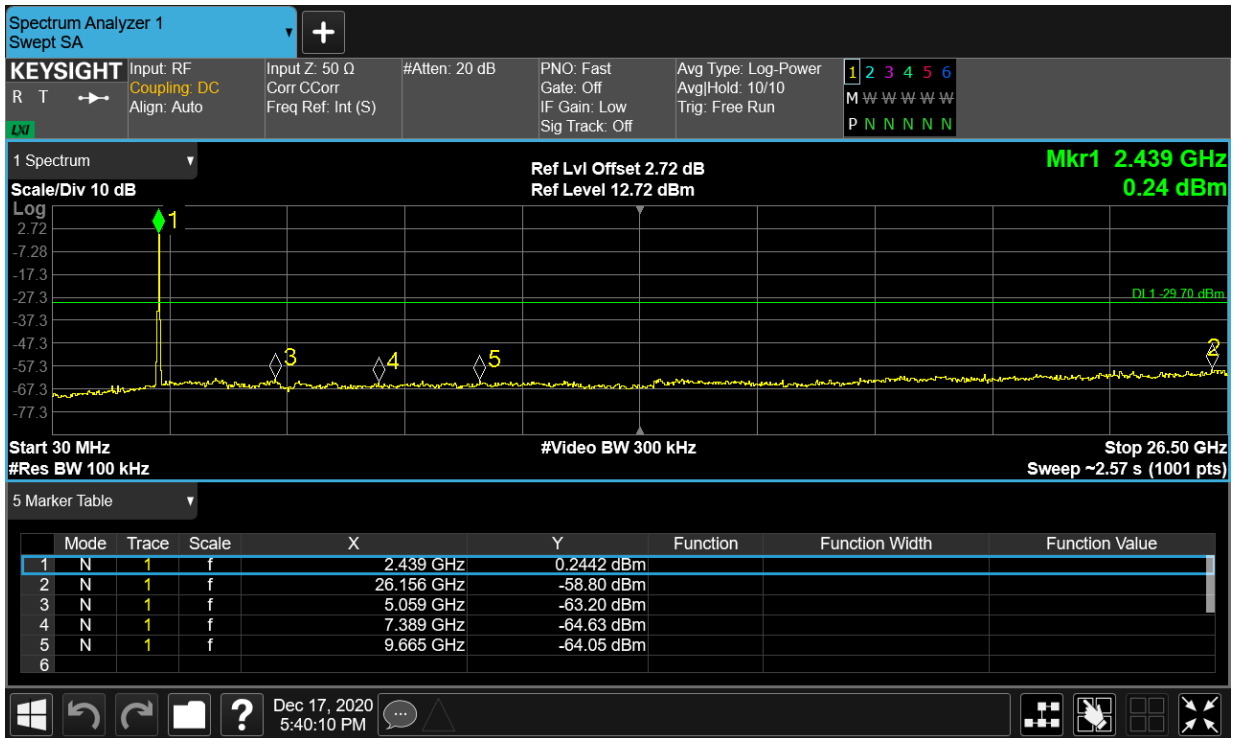 Spectrum Analyzer 1
Swept SA
KEYSIGHT
R T
LXI
Input: RF
Coupling: DC
Align: Auto
Input Z: 50 Ω
Corr CCorr
Freq Ref: Int (S)
#Atten: 20 dB
PNO: Fast
Gate: Off
IF Gain: Low
Sig Track: Off
Avg Type: Log-Power
Avg|Hold: 10/10
Trig: Free Run
1 2 3 4 5 6
M W W W W W
P N N N N N
1 Spectrum
Scale/Div 10 dB
Ref Lvl Offset 2.72 dB
Ref Level 12.72 dBm
Mkr1 2.439 GHz
0.24 dBm
Log
2.72
-7.28
-17.3
-27.3
-37.3
-47.3
-57.3
-67.3
-77.3
1
DL1 -29.70 dBm
3
4
5
2
Start 30 MHz
#Res BW 100 kHz
#Video BW 300 kHz
Stop 26.50 GHz
Sweep ~2.57 s (1001 pts)
5 Marker Table
Mode Trace Scale X Y Function Function Width Function Value
1 N 1 f 2.439 GHz 0.2442 dBm
2 N 1 f 26.156 GHz -58.80 dBm
3 N 1 f 5.059 GHz -63.20 dBm
4 N 1 f 7.389 GHz -64.63 dBm
5 N 1 f 9.665 GHz -64.05 dBm
6
?
Dec 17, 2020
5:40:10 PM